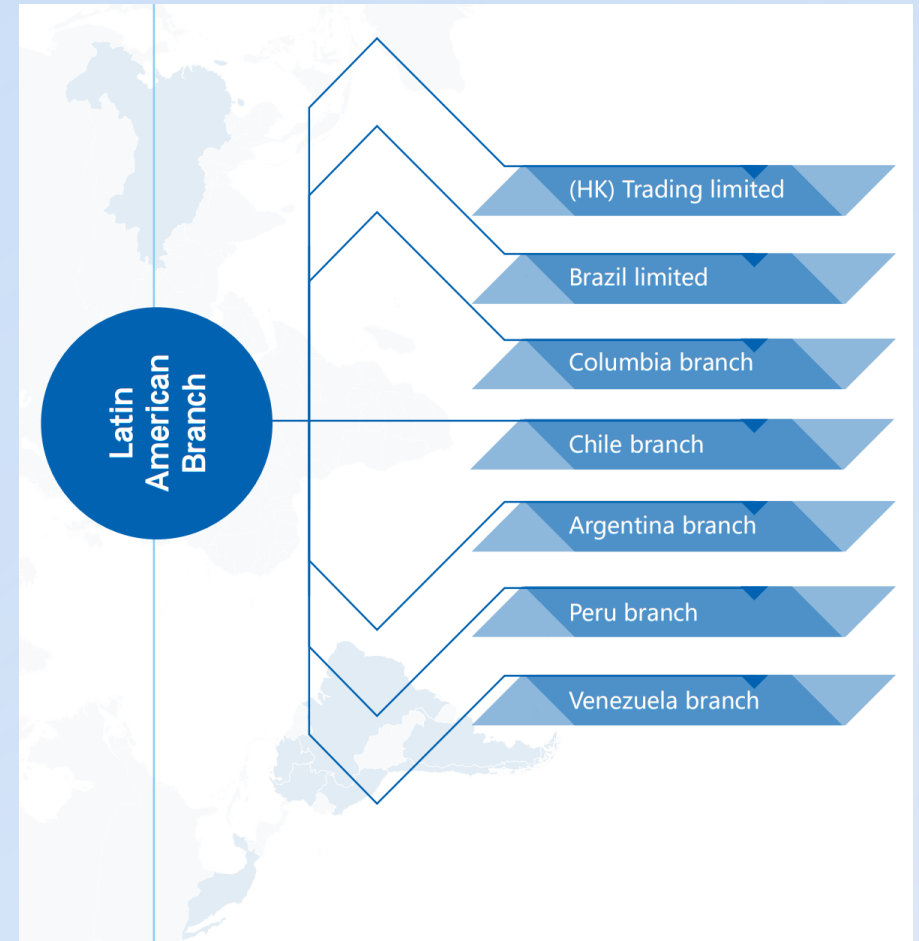 Latin
American
Branch
(HK) Trading limited
Brazil limited
Columbia branch
Chile branch
Argentina branch
Peru branch
Venezuela branch